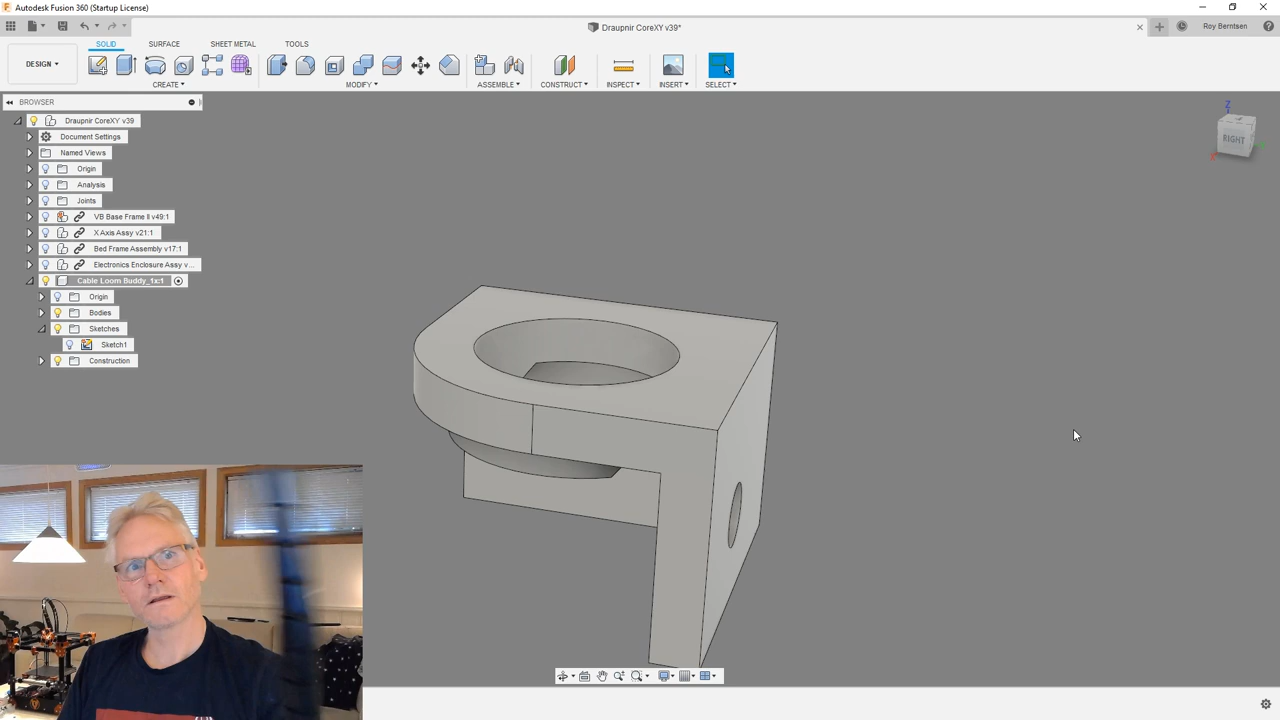 Autodesk Fusion 360 (Startup License)
Draupnir CoreXY v39*
Roy Berntsen
DESIGN
SOLID
SURFACE
SHEET METAL
TOOLS
CREATE
MODIFY
ASSEMBLE
CONSTRUCT
INSPECT
INSERT
SELECT
BROWSER
Draupnir CoreXY v39
Document Settings
Named Views
Origin
Analysis
Joints
VB Base Frame II v49:1
X Axis Assy v21:1
Bed Frame Assembly v17:1
Electronics Enclosure Assy v...
Cable Loom Buddy_1x:1
Origin
Bodies
Sketches
Sketch1
Construction
Z
RIGHT
X